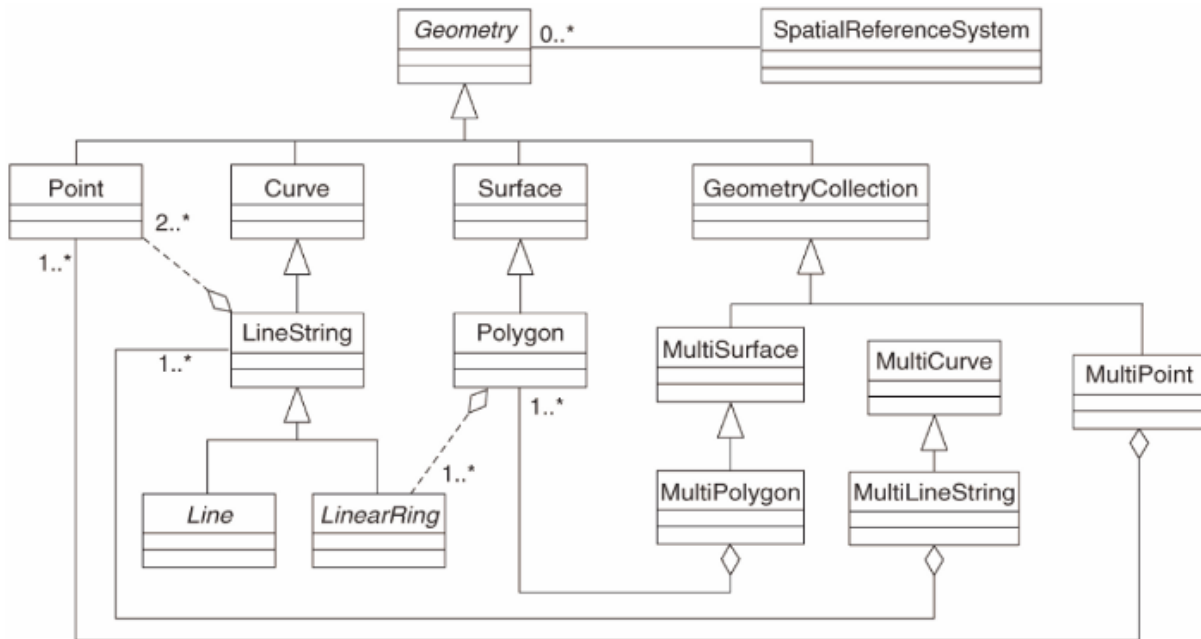 Geometry
0..*
SpatialReferenceSystem
Point
Curve
Surface
GeometryCollection
2..*
1..*
LineString
Polygon
MultiSurface
MultiCurve
MultiPoint
1..*
1..*
1..*
Line
LinearRing
MultiPolygon
MultiLineString